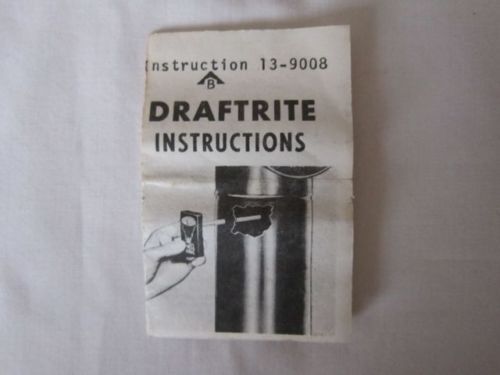 Instruction 13-9008
B
DRAFTRITE
INSTRUCTIONS